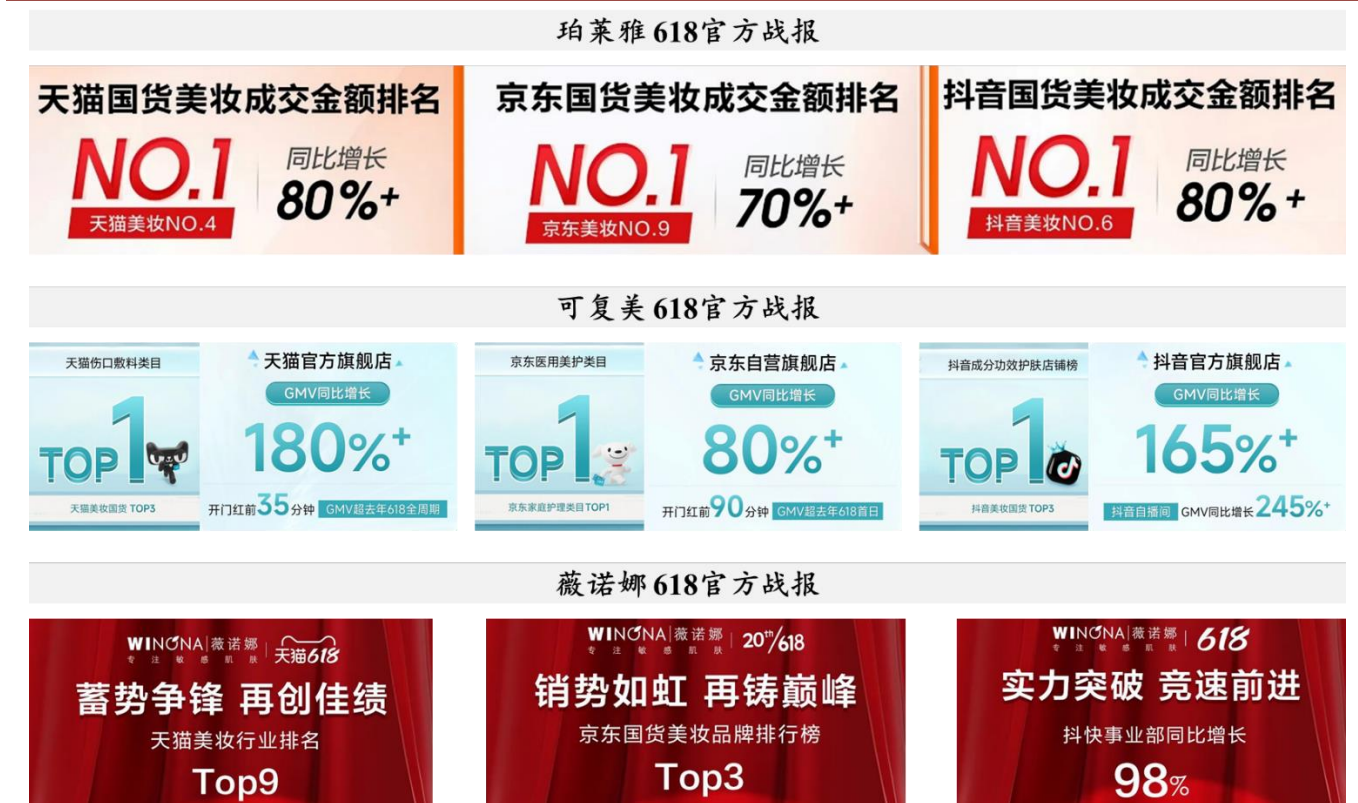 珀莱雅 618官方战报
天猫国货美妆成交金额排名
NO.1
天猫美妆NO.4
同比增长
80%+
京东国货美妆成交金额排名
NO.1
京东美妆NO.9
同比增长
70%+
抖音国货美妆成交金额排名
NO.1
抖音美妆NO.6
同比增长
80%+
可复美 618官方战报
天猫伤口敷料类目
TOP1
天猫美妆国货 TOP3
天猫官方旗舰店
GMV同比增长
180%+
开门红前35分钟 GMV超去年618全周期
京东医用美护类目
TOP1
京东家庭护理类目TOP1
京东自营旗舰店
GMV同比增长
80%+
开门红前90分钟 GMV超去年618首日
抖音成分功效护肤店铺榜
TOP1
抖音美妆国货 TOP3
抖音官方旗舰店
GMV同比增长
165%+
抖音自播间 GMV同比增长245%+
薇诺娜 618官方战报
WINONA|薇诺娜 | 天猫618
专注敏感肌肤
蓄势争锋 再创佳绩
天猫美妆行业排名
Top9
WINONA|薇诺娜 | 20th/618
专注敏感肌肤
销势如虹 再铸巅峰
京东国货美妆品牌排行榜
Top3
WINONA|薇诺娜 | 618
专注敏感肌肤
实力突破 竞速前进
抖快事业部同比增长
98%